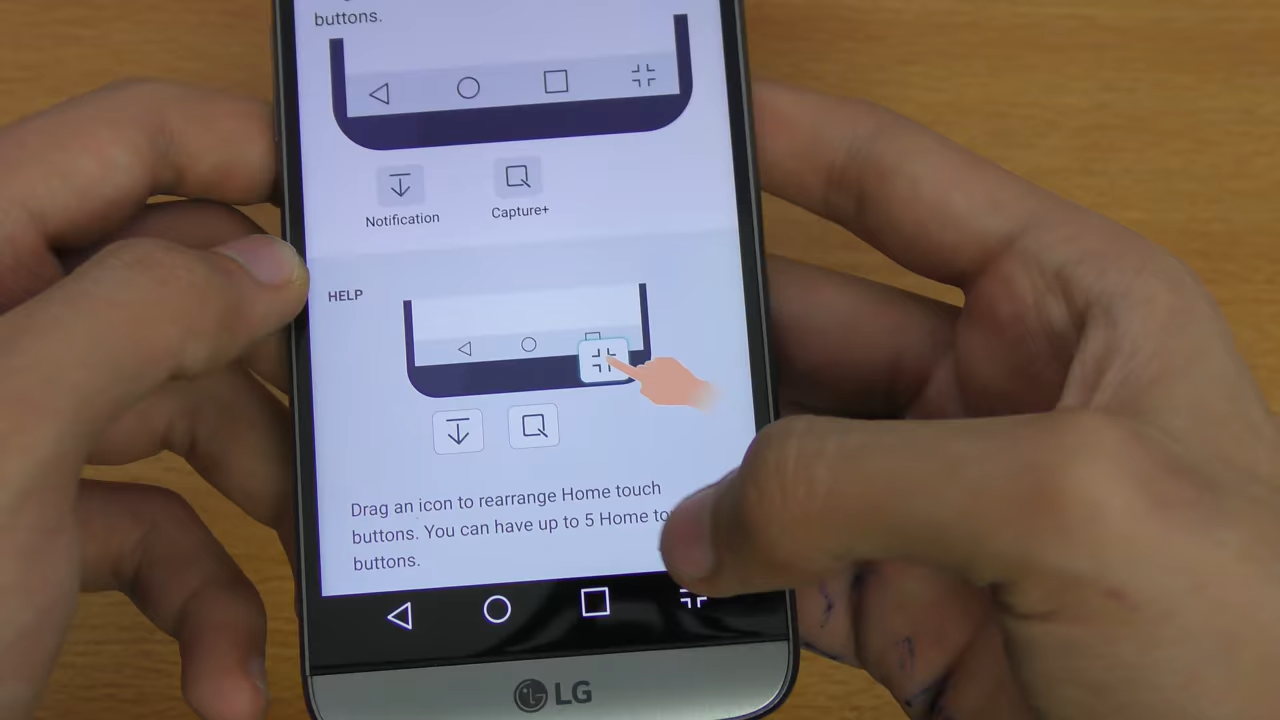 buttons.
Notification
Capture+
HELP
Drag an icon to rearrange Home touch
buttons. You can have up to 5 Home
buttons.
LG